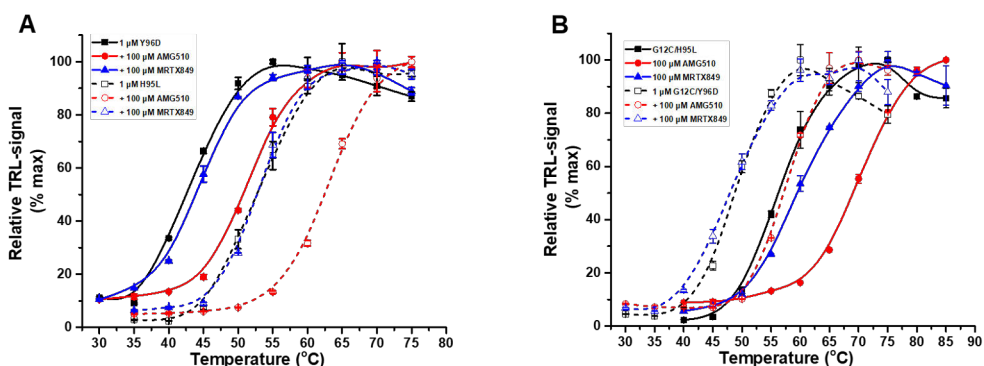 A
Relative TRL-signal
(% max)
100
80
60
40
20
0
1 µM Y96D
+ 100 µM AMG510
+ 100 µM MRTX849
1 µM H95L
+ 100 µM AMG510
+ 100 µM MRTX849
30 35 40 45 50 55 60 65 70 75 80
Temperature (°C)
B
Relative TRL-signal
(% max)
120
100
80
60
40
20
0
G12C/H95L
100 µM AMG510
100 µM MRTX849
1 µM G12C/Y96D
+ 100 µM AMG510
+ 100 µM MRTX849
30 35 40 45 50 55 60 65 70 75 80 85 90
Temperature (°C)